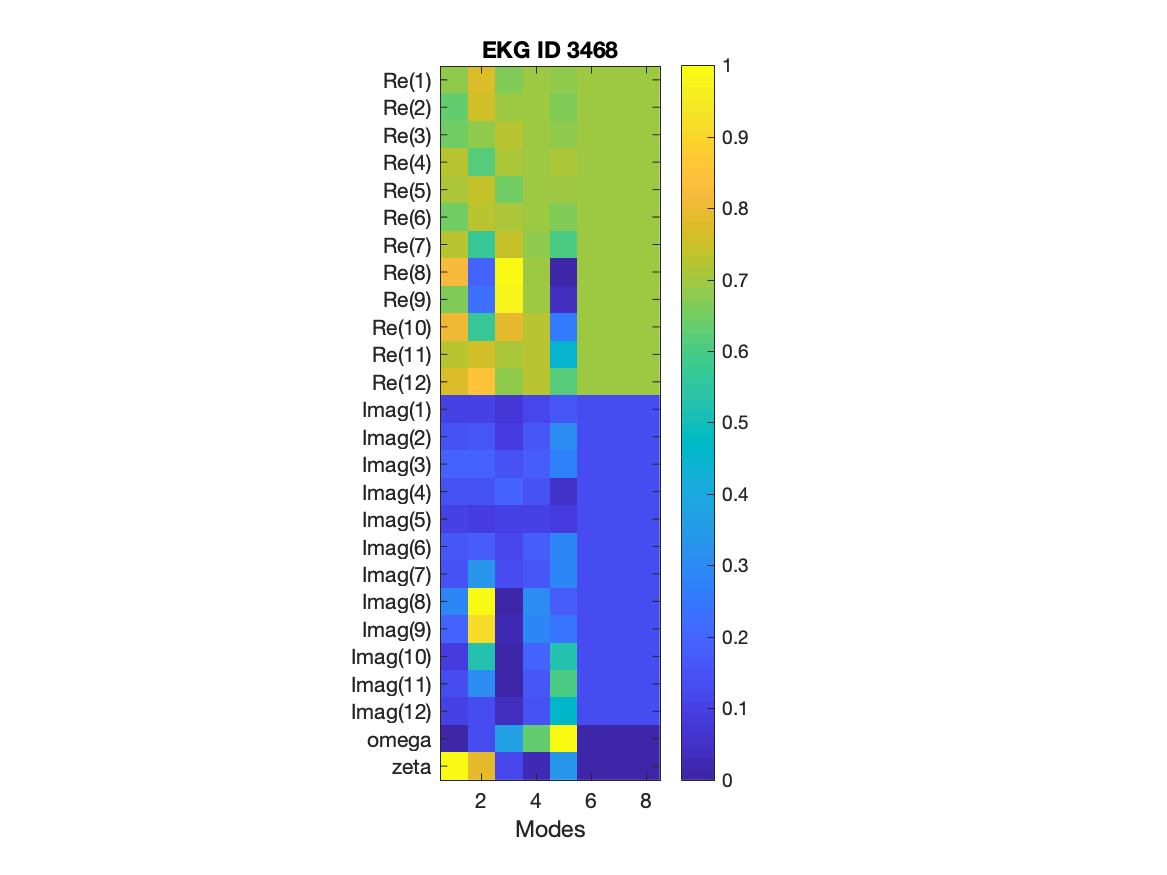 EKG ID 3468
Re(1)
Re(2)
Re(3)
Re(4)
Re(5)
Re(6)
Re(7)
Re(8)
Re(9)
Re(10)
Re(11)
Re(12)
Imag(1)
Imag(2)
Imag(3)
Imag(4)
Imag(5)
Imag(6)
Imag(7)
Imag(8)
Imag(9)
Imag(10)
Imag(11)
Imag(12)
omega
zeta
2 4 6 8
Modes
1
0.9
0.8
0.7
0.6
0.5
0.4
0.3
0.2
0.1
0